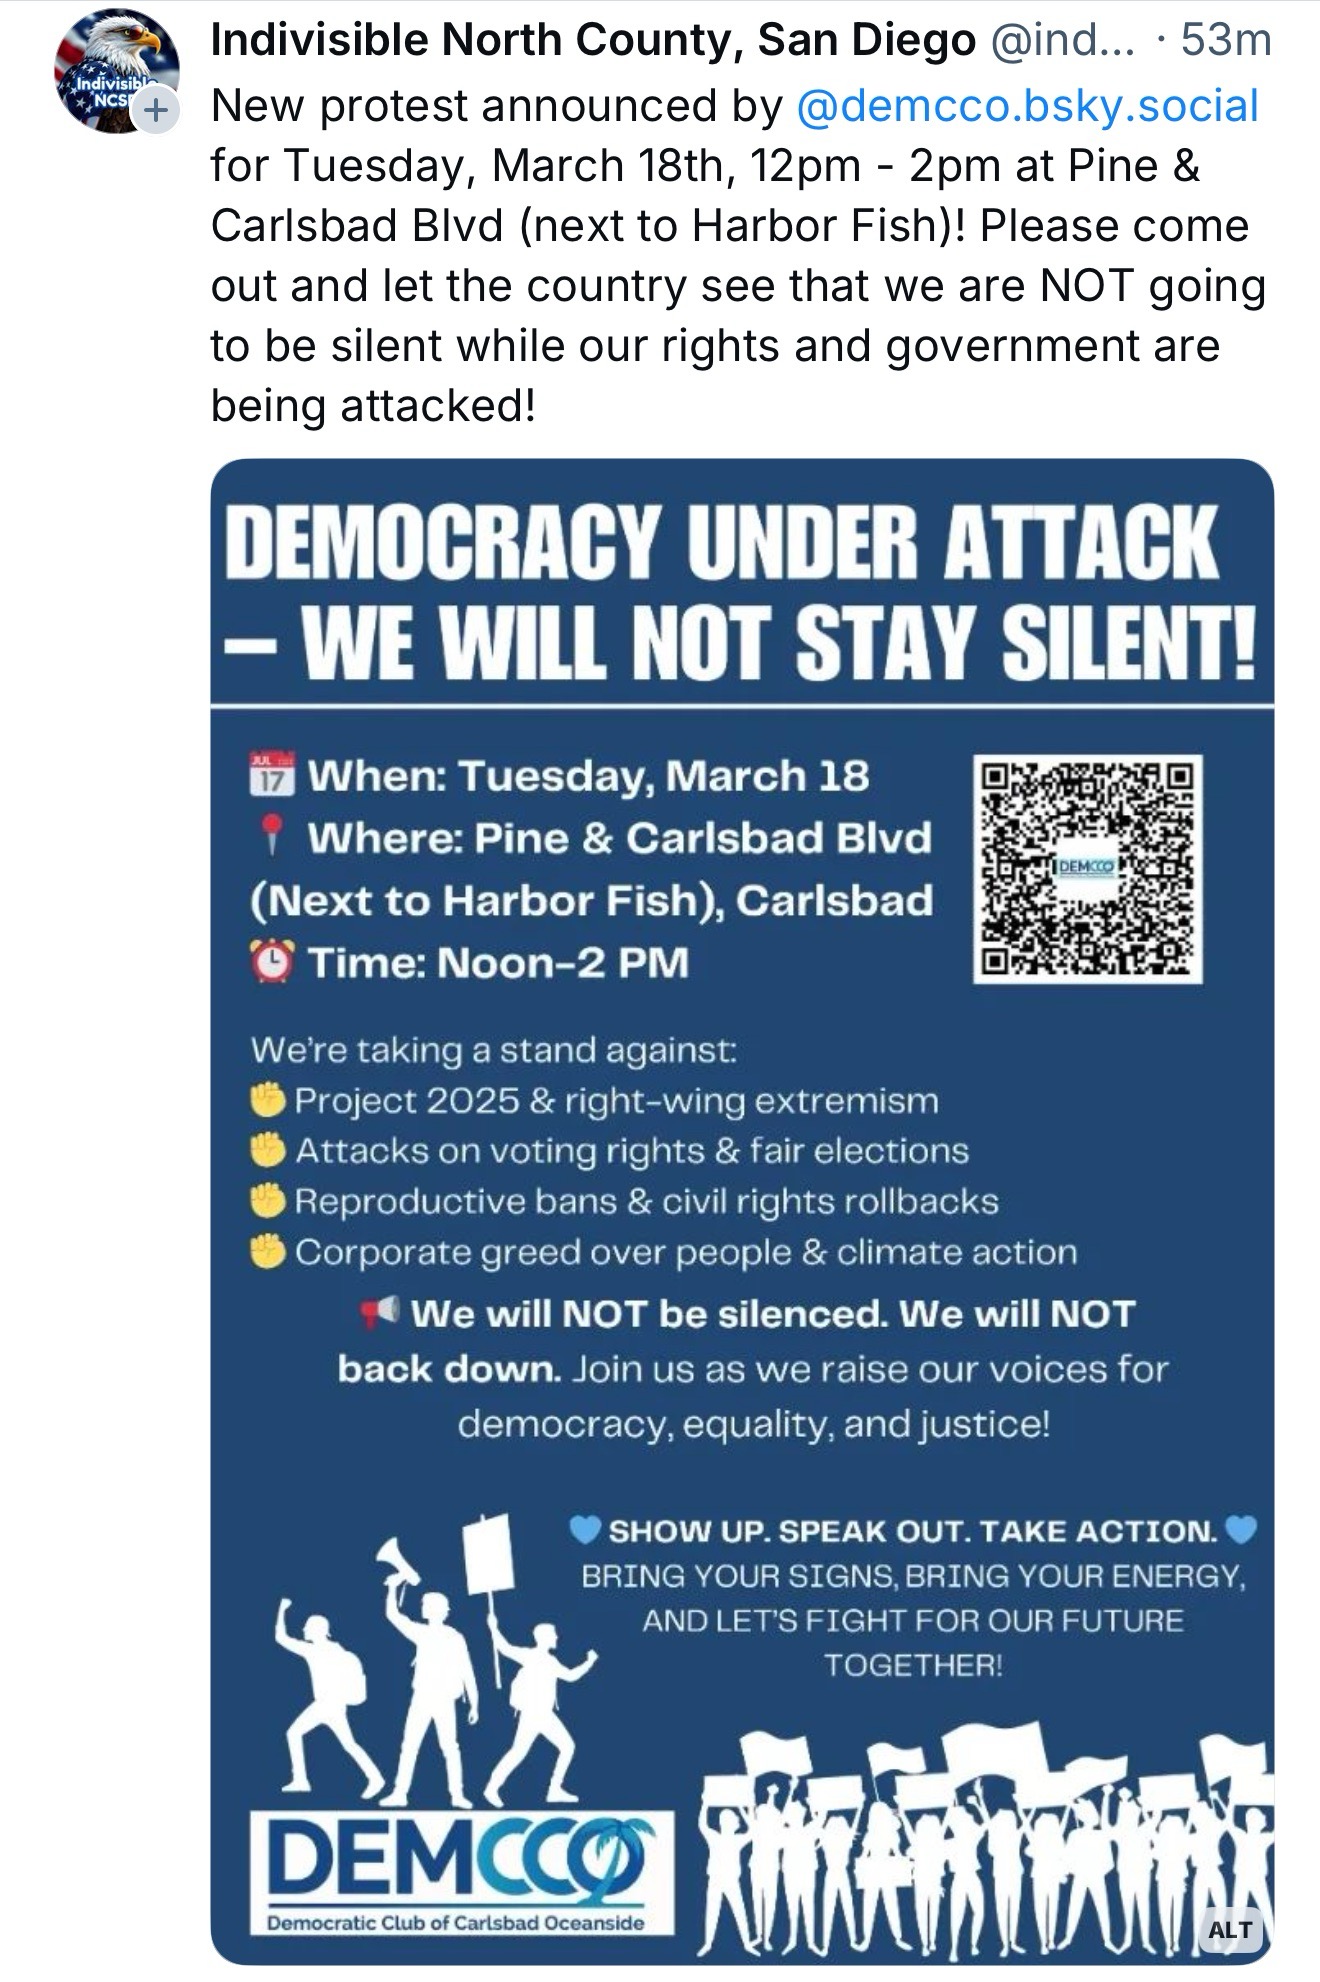 Indivisible North County, San Diego @ind... · 53m
Indivisible
NCS
New protest announced by @demcco.bsky.social
for Tuesday, March 18th, 12pm - 2pm at Pine &
Carlsbad Blvd (next to Harbor Fish)! Please come
out and let the country see that we are NOT going
to be silent while our rights and government are
being attacked!
DEMOCRACY UNDER ATTACK
– WE WILL NOT STAY SILENT!
JUL
17
When: Tuesday, March 18
Where: Pine & Carlsbad Blvd
(Next to Harbor Fish), Carlsbad
Time: Noon–2 PM
DEMCCO
We're taking a stand against:
✊ Project 2025 & right-wing extremism
✊ Attacks on voting rights & fair elections
✊ Reproductive bans & civil rights rollbacks
✊ Corporate greed over people & climate action
📢 We will NOT be silenced. We will NOT
back down. Join us as we raise our voices for
democracy, equality, and justice!
💙 SHOW UP. SPEAK OUT. TAKE ACTION. 💙
BRING YOUR SIGNS, BRING YOUR ENERGY,
AND LET'S FIGHT FOR OUR FUTURE
TOGETHER!
DEMCCO
Democratic Club of Carlsbad Oceanside
ALT